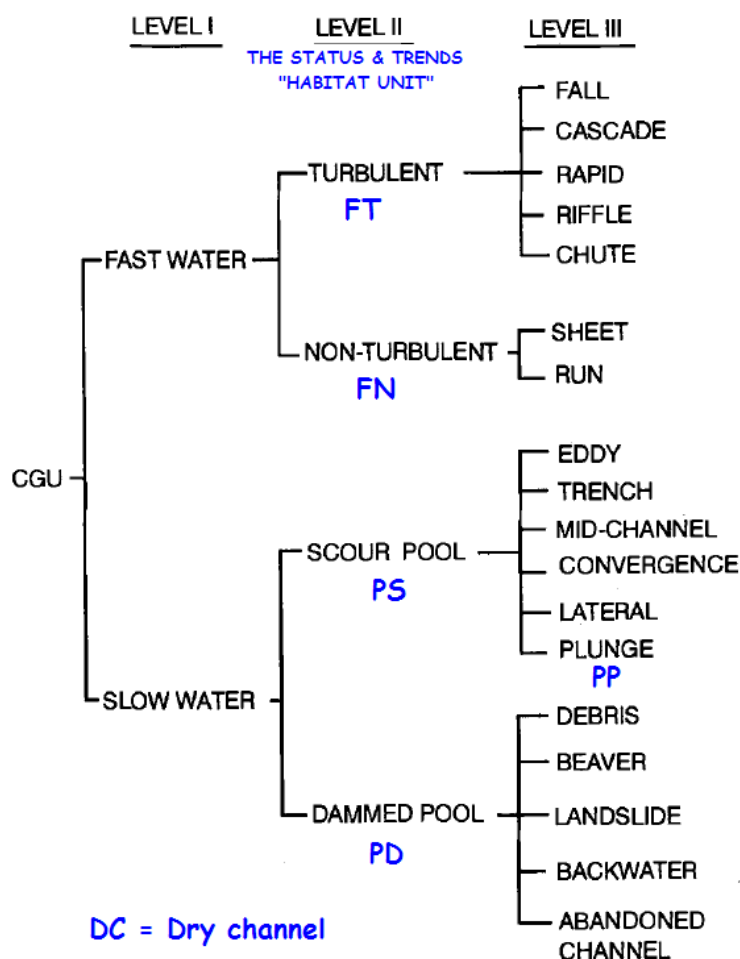 LEVEL I LEVEL II LEVEL III
THE STATUS & TRENDS
"HABITAT UNIT"
FALL
CASCADE
TURBULENT RAPID
FT
RIFFLE
CHUTE
FAST WATER
SHEET
NON-TURBULENT
RUN
FN
EDDY
CGU
TRENCH
MID-CHANNEL
SCOUR POOL
CONVERGENCE
PS
LATERAL
PLUNGE
PP
SLOW WATER
DEBRIS
BEAVER
DAMMED POOL LANDSLIDE
PD
BACKWATER
ABANDONED
CHANNEL
DC = Dry channel